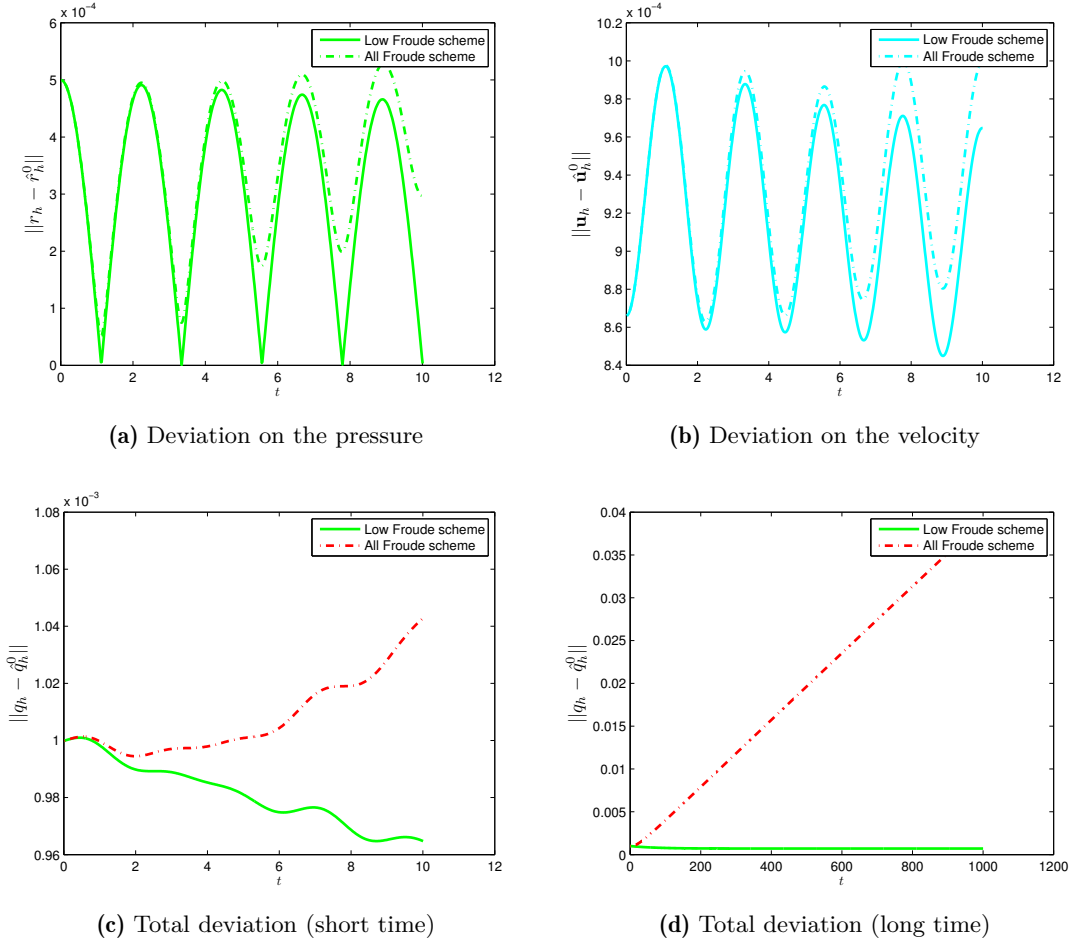 x 10⁻⁴
6
5
4
3
2
1
0
||r_h − r̂_h^0||
0 2 4 6 8 10 12
t
Low Froude scheme
All Froude scheme
(a) Deviation on the pressure
x 10⁻⁴
10.2
10
9.8
9.6
9.4
9.2
9
8.8
8.6
8.4
||u_h − û_h^0||
0 2 4 6 8 10 12
t
Low Froude scheme
All Froude scheme
(b) Deviation on the velocity
x 10⁻³
1.08
1.06
1.04
1.02
1
0.98
0.96
||q_h − q̂_h^0||
0 2 4 6 8 10 12
t
Low Froude scheme
All Froude scheme
(c) Total deviation (short time)
0.04
0.035
0.03
0.025
0.02
0.015
0.01
0.005
0
||q_h − q̂_h^0||
0 200 400 600 800 1000 1200
t
Low Froude scheme
All Froude scheme
(d) Total deviation (long time)